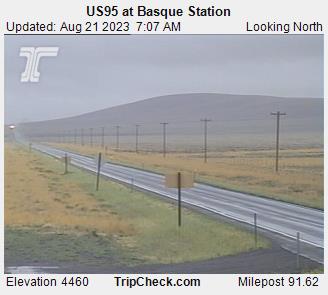 US95 at Basque Station
Updated: Aug 21 2023 7:07 AM Looking North
Elevation 4460 TripCheck.com Milepost 91.62